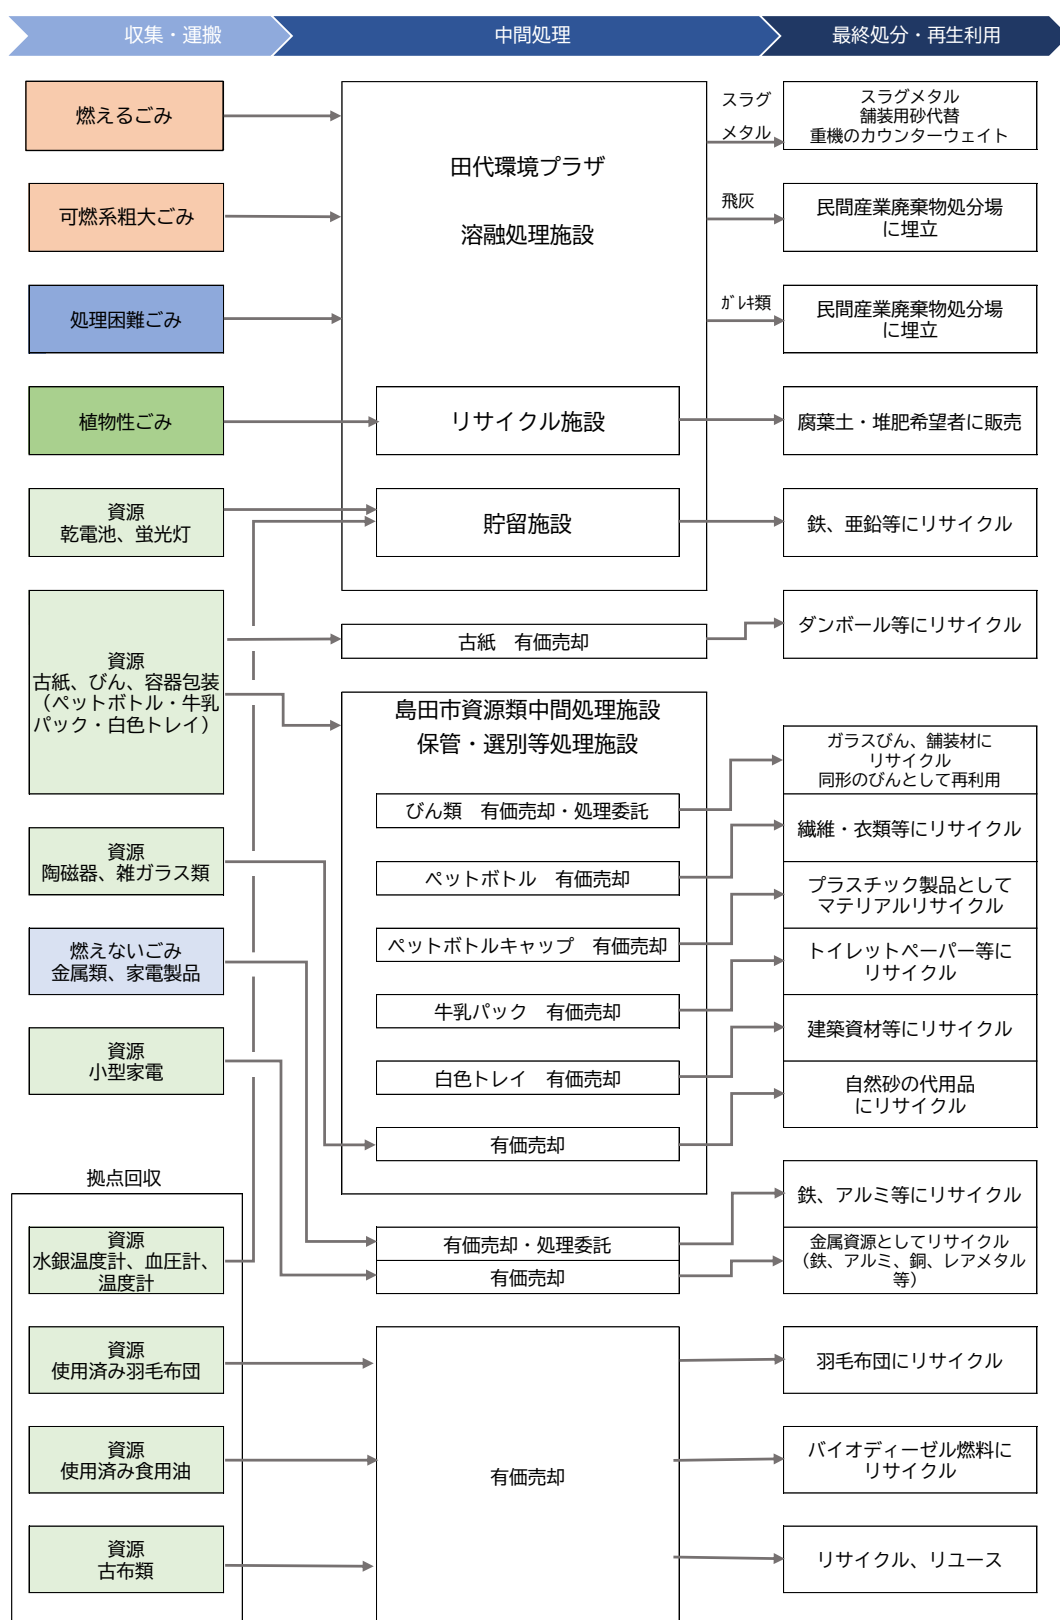 収集・運搬
中間処理
最終処分・再生利用
燃えるごみ
可燃系粗大ごみ
処理困難ごみ
植物性ごみ
資源
乾電池、蛍光灯
資源
古紙、びん、容器包装
（ペットボトル・牛乳
パック・白色トレイ）
資源
陶磁器、雑ガラス類
燃えないごみ
金属類、家電製品
資源
小型家電
拠点回収
資源
水銀温度計、血圧計、
温度計
資源
使用済み羽毛布団
資源
使用済み食用油
資源
古布類
田代環境プラザ
溶融処理施設
リサイクル施設
貯留施設
古紙　有価売却
島田市資源類中間処理施設
保管・選別等処理施設
びん類　有価売却・処理委託
ペットボトル　有価売却
ペットボトルキャップ　有価売却
牛乳パック　有価売却
白色トレイ　有価売却
有価売却
有価売却・処理委託
有価売却
有価売却
スラグ
メタル
飛灰
ｶﾞﾚｷ類
スラグメタル
舗装用砂代替
重機のカウンターウェイト
民間産業廃棄物処分場
に埋立
民間産業廃棄物処分場
に埋立
腐葉土・堆肥希望者に販売
鉄、亜鉛等にリサイクル
ダンボール等にリサイクル
ガラスびん、舗装材に
リサイクル
同形のびんとして再利用
繊維・衣類等にリサイクル
プラスチック製品として
マテリアルリサイクル
トイレットペーパー等に
リサイクル
建築資材等にリサイクル
自然砂の代用品
にリサイクル
鉄、アルミ等にリサイクル
金属資源としてリサイクル
（鉄、アルミ、銅、レアメタル
等）
羽毛布団にリサイクル
バイオディーゼル燃料に
リサイクル
リサイクル、リユース